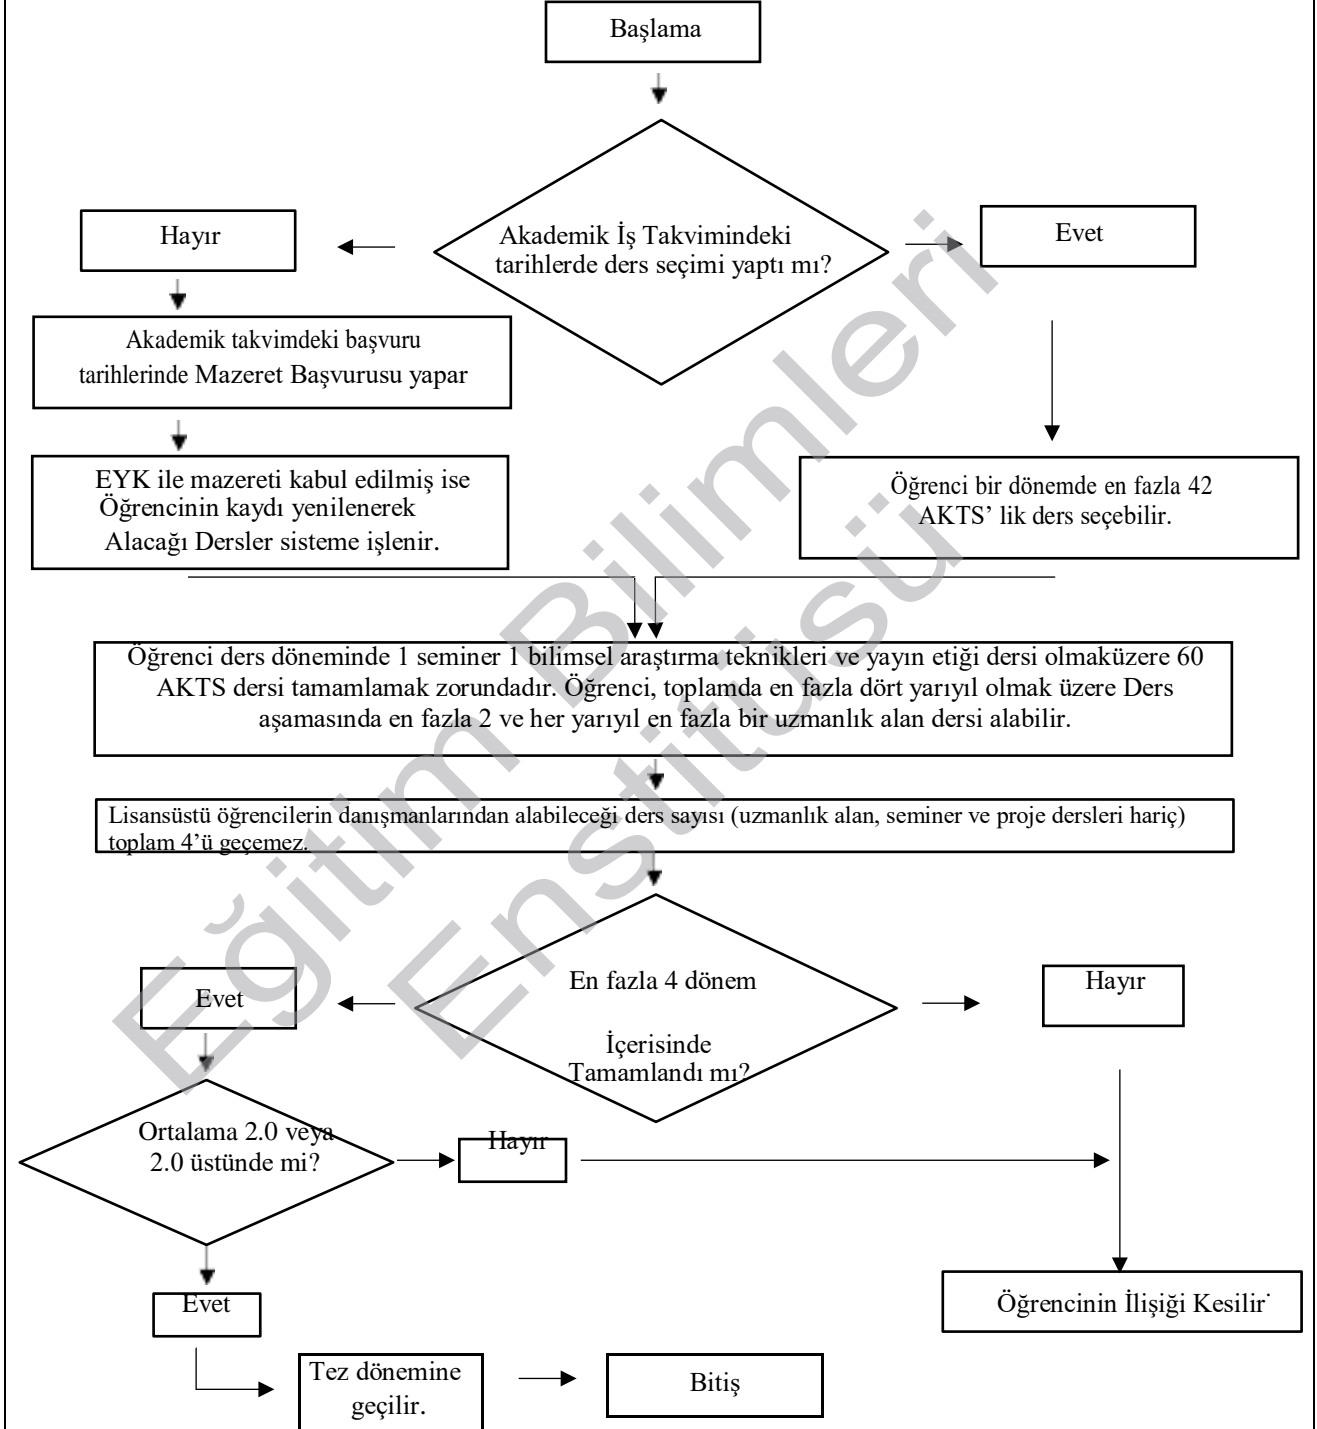 Başlama
Akademik İş Takvimindeki
tarihlerde ders seçimi yaptı mı?
Hayır
Evet
Akademik takvimdeki başvuru
tarihlerinde Mazeret Başvurusu yapar
EYK ile mazereti kabul edilmiş ise
Öğrencinin kaydı yenilenerek
Alacağı Dersler sisteme işlenir.
Öğrenci bir dönemde en fazla 42
AKTS’ lik ders seçebilir.
Öğrenci ders döneminde 1 seminer 1 bilimsel araştırma teknikleri ve yayın etiği dersi olmaküzere 60
AKTS dersi tamamlamak zorundadır. Öğrenci, toplamda en fazla dört yarıyıl olmak üzere Ders
aşamasında en fazla 2 ve her yarıyıl en fazla bir uzmanlık alan dersi alabilir.
Lisansüstü öğrencilerin danışmanlarından alabileceği ders sayısı (uzmanlık alan, seminer ve proje dersleri hariç)
toplam 4’ü geçemez.
En fazla 4 dönem
İçerisinde
Tamamlandı mı?
Evet
Hayır
Ortalama 2.0 veya
2.0 üstünde mi?
Hayır
Evet
Öğrencinin İlişiği Kesilir.
Tez dönemine
geçilir.
Bitiş
Eğitim Bilimleri
Enstitüsü